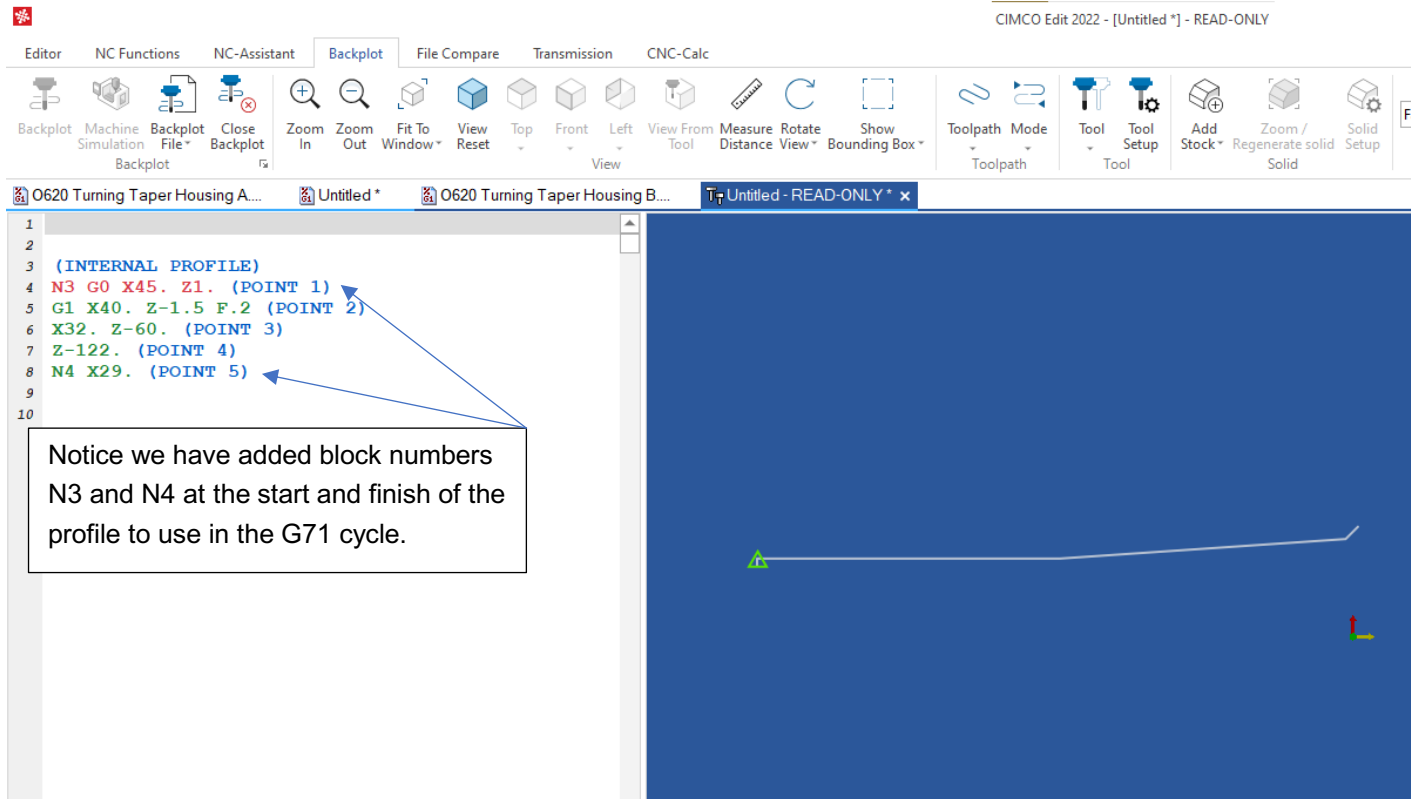 CIMCO Edit 2022 - [Untitled *] - READ-ONLY
Editor NC Functions NC-Assistant Backplot File Compare Transmission CNC-Calc
Backplot Machine Simulation Backplot File Close Backplot Zoom In Zoom Out Fit To Window View Reset Top Front Left View From Tool Measure Distance Rotate View Show Bounding Box Toolpath Mode Tool Tool Setup Add Stock Zoom / Regenerate solid Solid Setup F
Backplot View Toolpath Tool Solid
O620 Turning Taper Housing A.... Untitled * O620 Turning Taper Housing B.... Untitled - READ-ONLY * x
1
2
3 (INTERNAL PROFILE)
4 N3 G0 X45. Z1. (POINT 1)
5 G1 X40. Z-1.5 F.2 (POINT 2)
6 X32. Z-60. (POINT 3)
7 Z-122. (POINT 4)
8 N4 X29. (POINT 5)
9
10
Notice we have added block numbers
N3 and N4 at the start and finish of the
profile to use in the G71 cycle.